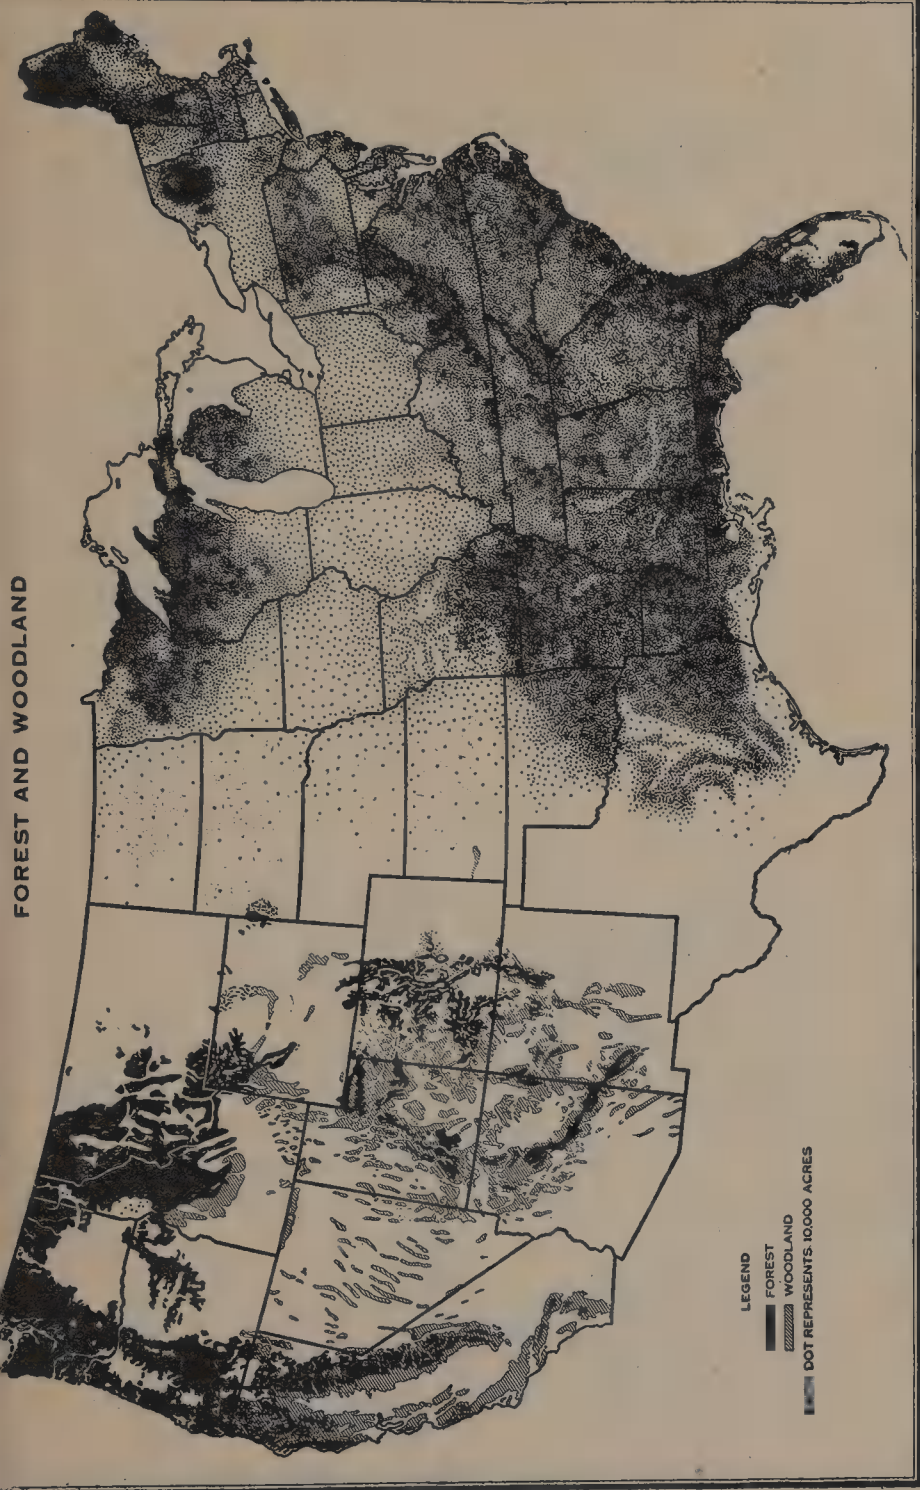 FOREST AND WOODLAND
LEGEND
FOREST
WOODLAND
DOT REPRESENTS 10,000 ACRES